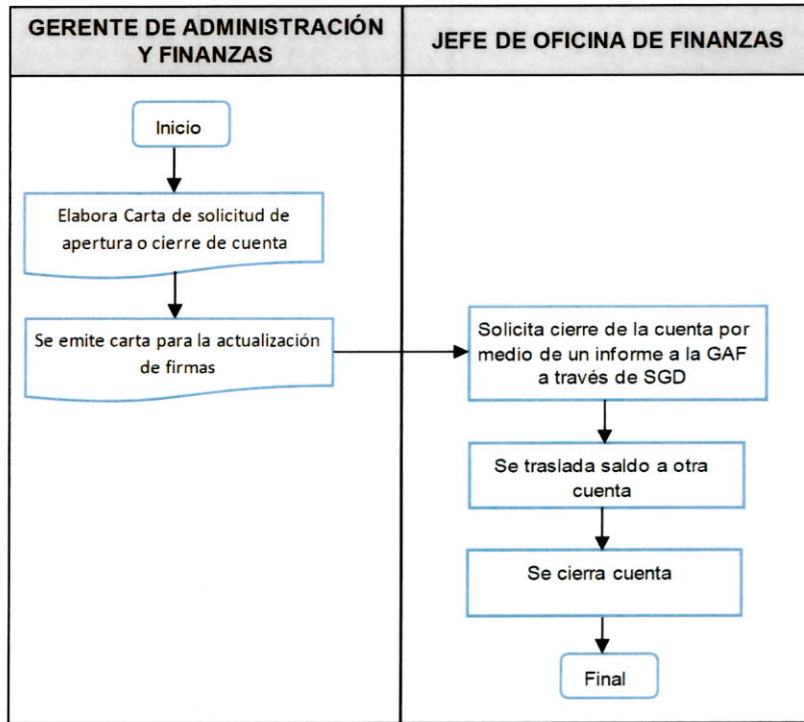 GERENTE DE ADMINISTRACIÓN
Y FINANZAS
JEFE DE OFICINA DE FINANZAS
Inicio
Elabora Carta de solicitud de
apertura o cierre de cuenta
Se emite carta para la actualización
de firmas
Solicita cierre de la cuenta por
medio de un informe a la GAF
a través de SGD
Se traslada saldo a otra
cuenta
Se cierra cuenta
Final